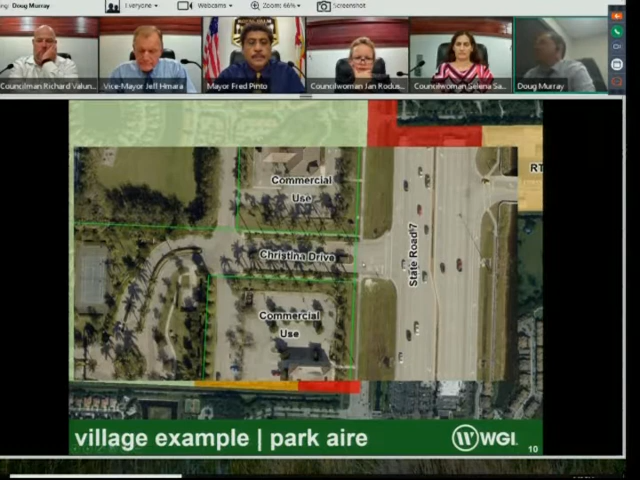 ng: Doug Murray
Everyone
Webcams
Zoom: 66%
Screenshot
Councilman Richard Valun...
Vice-Mayor Jeff Hmara
Mayor Fred Pinto
Councilwoman Jan Rodus...
Councilwoman Selena Sa...
Doug Murray
Commercial
Use
RT
Christina Drive
State Road 7
Commercial
Use
village example | park aire
WGI.
10